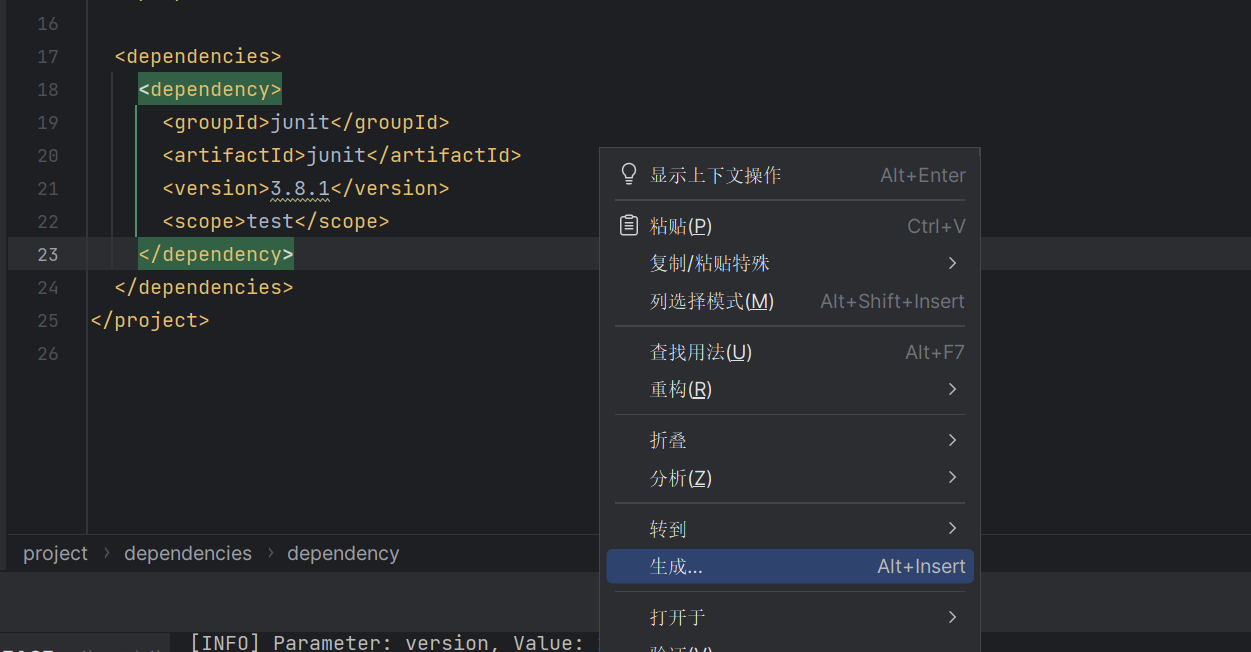 16
17 <dependencies>
18 <dependency>
19 <groupId>junit</groupId>
20 <artifactId>junit</artifactId>
21 <version>3.8.1</version>
22 <scope>test</scope>
23 </dependency>
24 </dependencies>
25 </project>
26
project › dependencies › dependency
[INFO] Parameter: version, Value:
显示上下文操作 Alt+Enter
粘贴(P) Ctrl+V
复制/粘贴特殊
列选择模式(M) Alt+Shift+Insert
查找用法(U) Alt+F7
重构(R)
折叠
分析(Z)
转到
生成... Alt+Insert
打开于